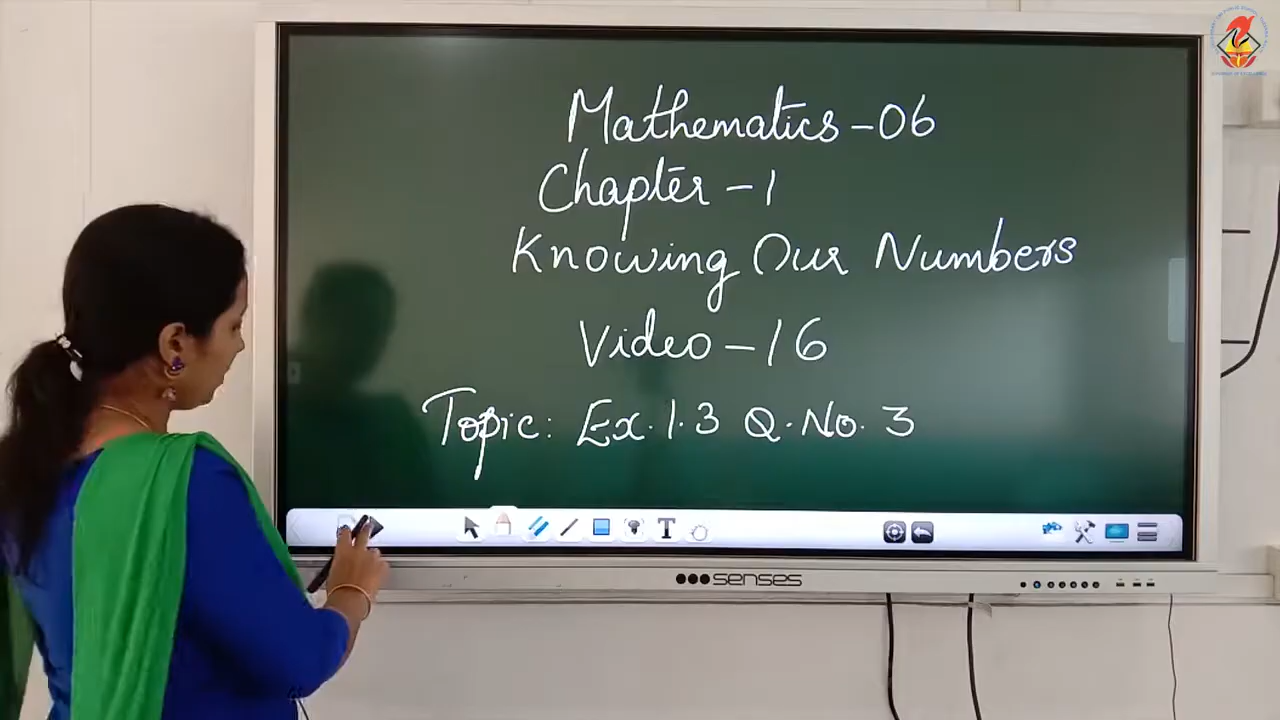 Mathematics - 06
Chapter - 1
Knowing Our Numbers
Video - 16
Topic: Ex. 1.3 Q.No. 3
T
senses